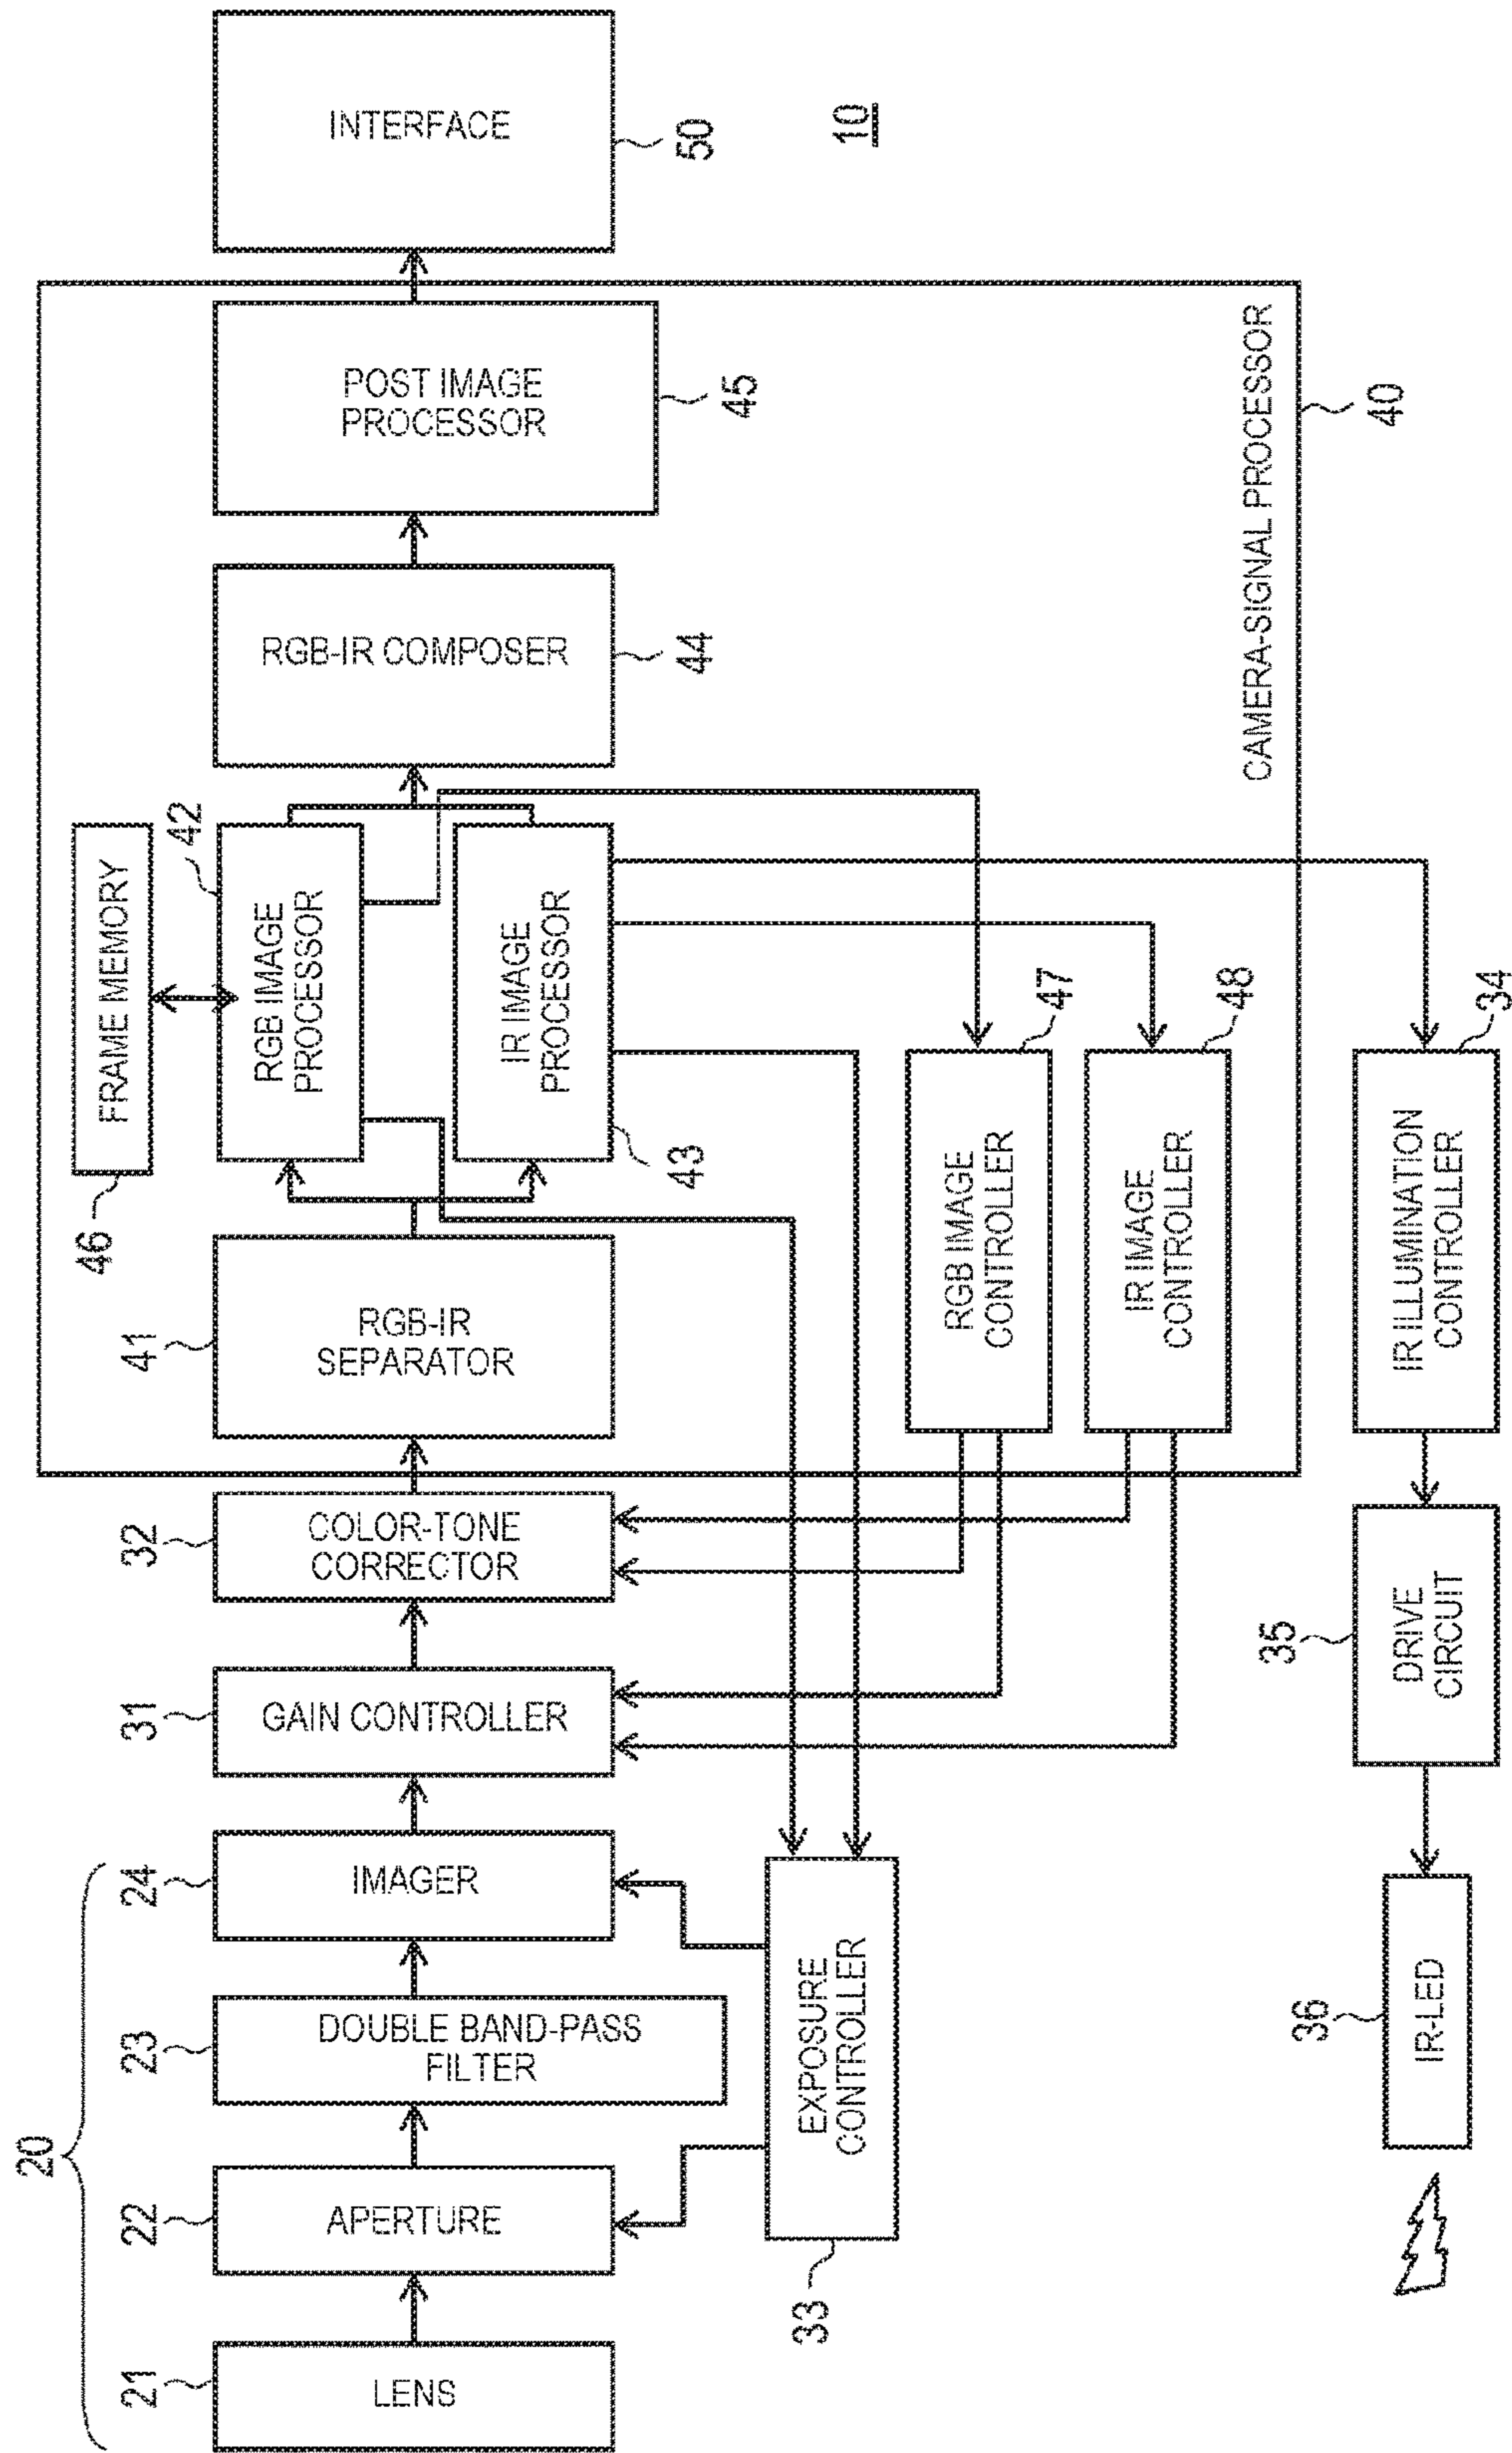 INTERFACE
50
10
POST IMAGE
PROCESSOR
45
CAMERA-SIGNAL PROCESSOR
40
RGB-IR COMPOSER
44
FRAME MEMORY
46
42
RGB IMAGE
PROCESSOR
IR IMAGE
PROCESSOR
43
41
RGB-IR
SEPARATOR
RGB IMAGE
CONTROLLER
47
IR IMAGE
CONTROLLER
48
IR ILLUMINATION
CONTROLLER
34
32
COLOR-TONE
CORRECTOR
31
GAIN CONTROLLER
35
DRIVE
CIRCUIT
20
24
IMAGER
23
DOUBLE BAND-PASS
FILTER
22
APERTURE
21
LENS
EXPOSURE
CONTROLLER
33
36
IR-LED